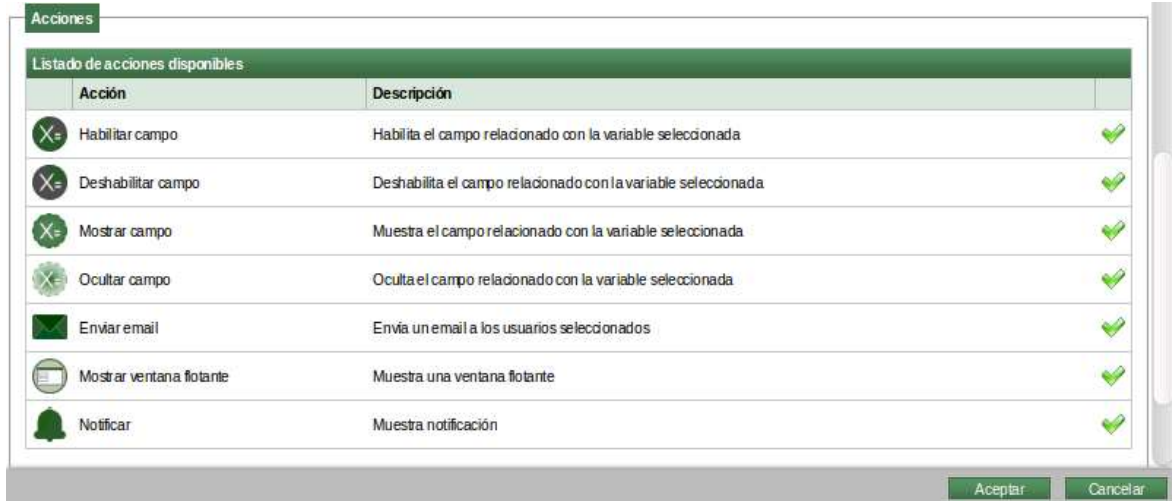 Acciones
Listado de acciones disponibles
Acción Descripción
X= Habilitar campo Habilita el campo relacionado con la variable seleccionada
X= Deshabilitar campo Deshabilita el campo relacionado con la variable seleccionada
X= Mostrar campo Muestra el campo relacionado con la variable seleccionada
X= Ocultar campo Oculta el campo relacionado con la variable seleccionada
Enviar email Envía un email a los usuarios seleccionados
Mostrar ventana flotante Muestra una ventana flotante
Notificar Muestra notificación
Aceptar Cancelar